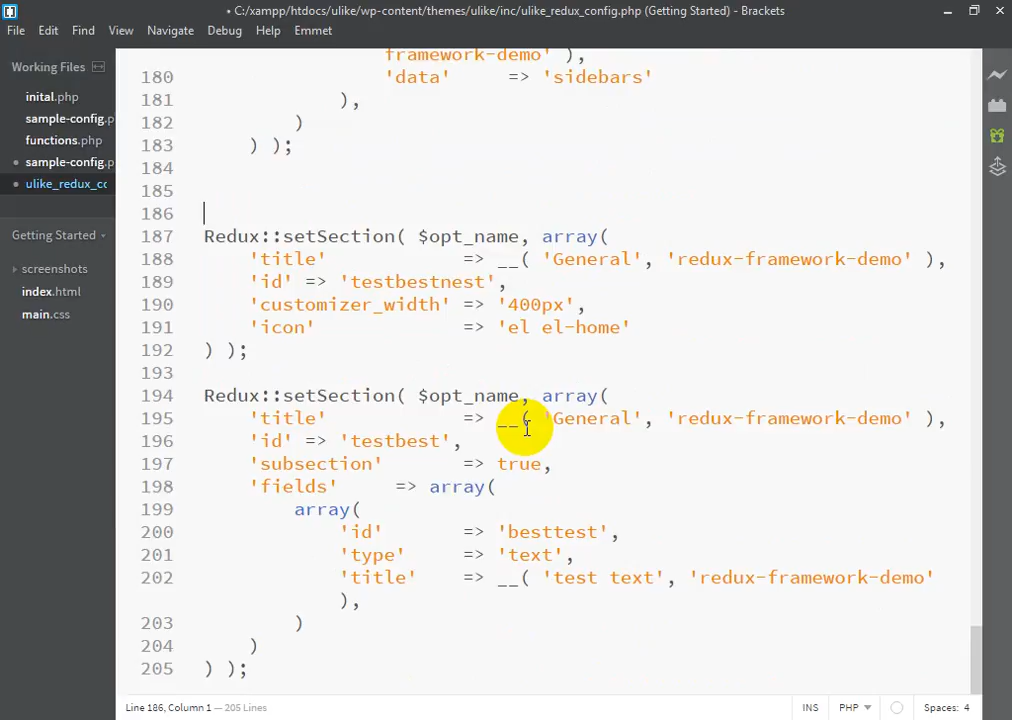 • C:/xampp/htdocs/ulike/wp-content/themes/ulike/inc/ulike_redux_config.php (Getting Started) - Brackets
File Edit Find View Navigate Debug Help Emmet
Working Files
inital.php
sample-config.p
functions.php
• sample-config.p
• ulike_redux_cc
Getting Started
screenshots
index.html
main.css
framework-demo' ),
180 'data' => 'sidebars'
181 ),
182 )
183 ) );
184
185
186
187 Redux::setSection( $opt_name, array(
188 'title' => __( 'General', 'redux-framework-demo' ),
189 'id' => 'testbestnest',
190 'customizer_width' => '400px',
191 'icon' => 'el el-home'
192 ) );
193
194 Redux::setSection( $opt_name, array(
195 'title' => __( 'General', 'redux-framework-demo' ),
196 'id' => 'testbest',
197 'subsection' => true,
198 'fields' => array(
199 array(
200 'id' => 'besttest',
201 'type' => 'text',
202 'title' => __( 'test text', 'redux-framework-demo'
),
203 )
204 )
205 ) );
Line 186, Column 1 — 205 Lines
INS PHP Spaces: 4